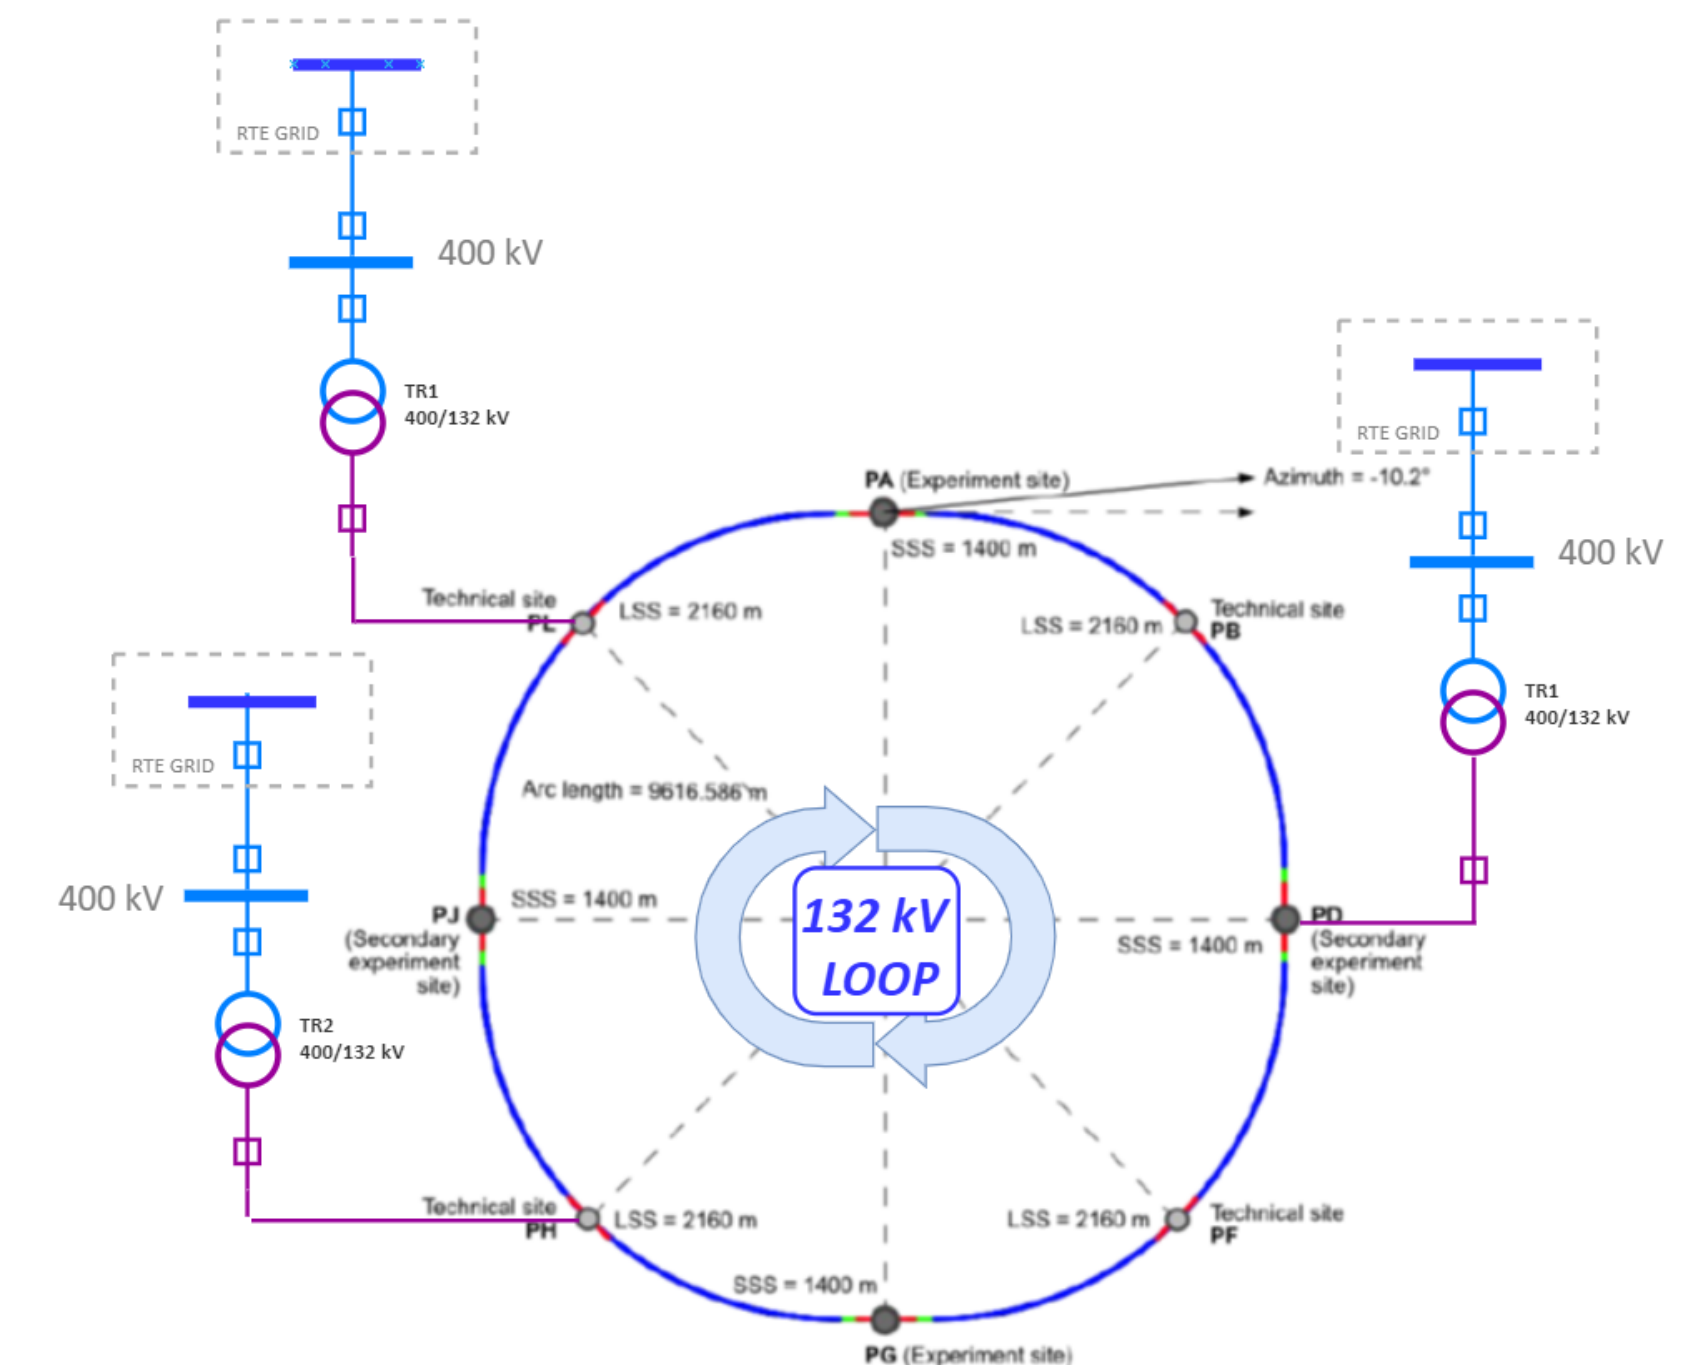 RTE GRID
400 kV
TR1
400/132 kV
RTE GRID
400 kV
TR1
400/132 kV
PA (Experiment site)
Azimuth = -10.2°
SSS = 1400 m
Technical site
PL
LSS = 2160 m
LSS = 2160 m
Technical site
PB
RTE GRID
400 kV
TR2
400/132 kV
Arc length = 9616.586 m
132 kV
LOOP
SSS = 1400 m
PJ
(Secondary
experiment
site)
PD
(Secondary
experiment
site)
SSS = 1400 m
Technical site
PH
LSS = 2160 m
LSS = 2160 m
Technical site
PF
SSS = 1400 m
PG (Experiment site)